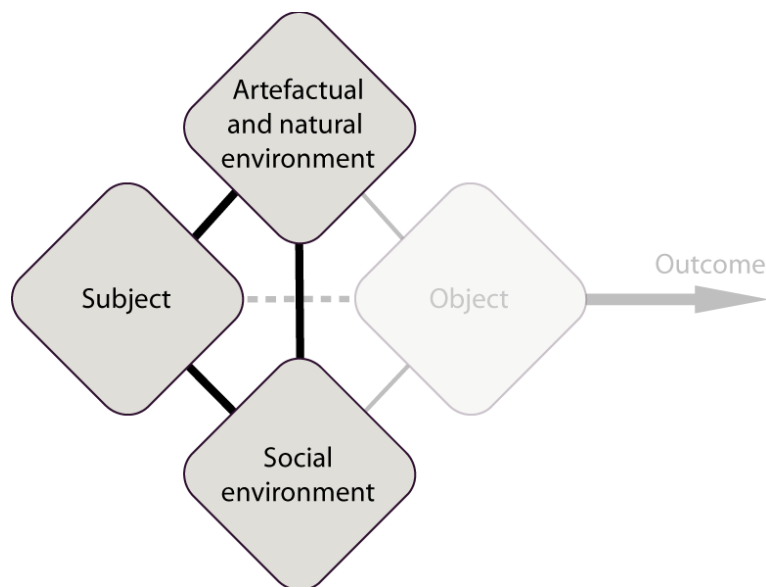 Artefactual
and natural
environment
Subject
Object
Outcome
Social
environment